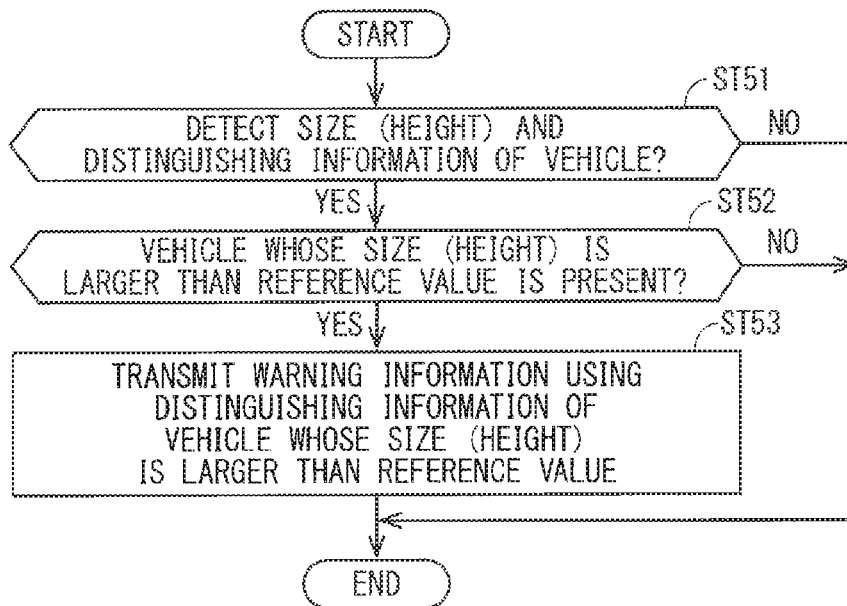 START
ST51
DETECT SIZE (HEIGHT) AND
DISTINGUISHING INFORMATION OF VEHICLE?
NO
YES
ST52
VEHICLE WHOSE SIZE (HEIGHT) IS
LARGER THAN REFERENCE VALUE IS PRESENT?
NO
YES
ST53
TRANSMIT WARNING INFORMATION USING
DISTINGUISHING INFORMATION OF
VEHICLE WHOSE SIZE (HEIGHT)
IS LARGER THAN REFERENCE VALUE
END